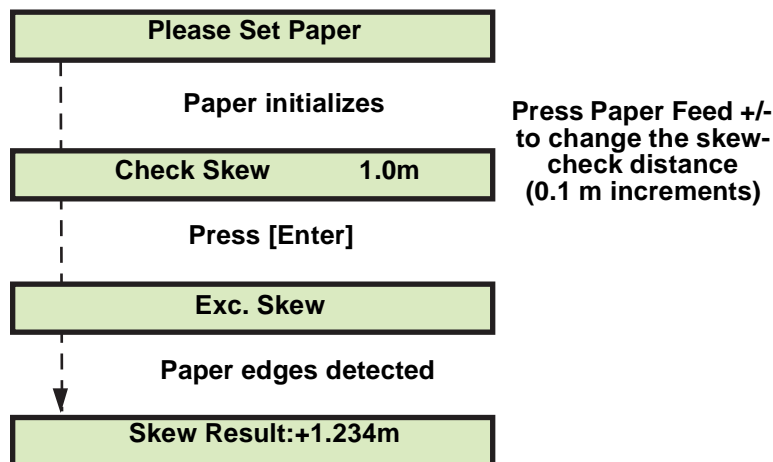 Please Set Paper
Paper initializes
Check Skew 1.0m
Press Paper Feed +/-
to change the skew-
check distance
(0.1 m increments)
Press [Enter]
Exc. Skew
Paper edges detected
Skew Result:+1.234m